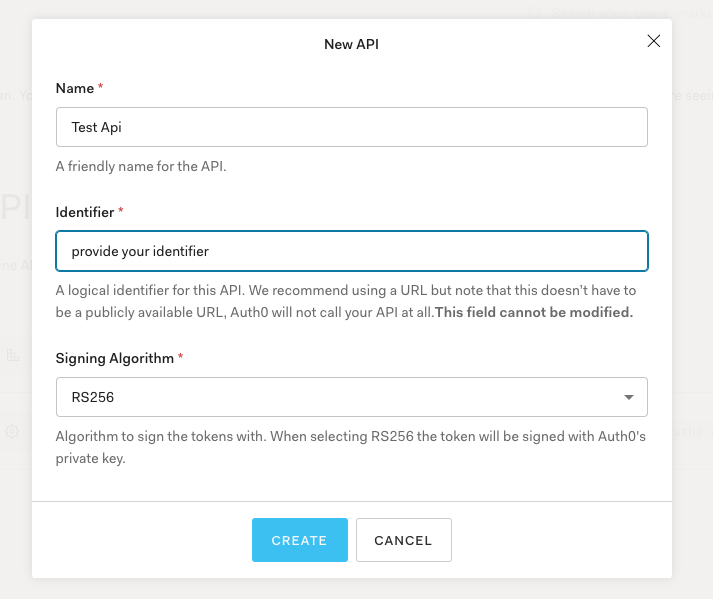 New API
Name *
Test Api
A friendly name for the API.
Identifier *
provide your identifier
A logical identifier for this API. We recommend using a URL but note that this doesn't have to
be a publicly available URL, Auth0 will not call your API at all.This field cannot be modified.
Signing Algorithm *
RS256
Algorithm to sign the tokens with. When selecting RS256 the token will be signed with Auth0's
private key.
CREATE
CANCEL